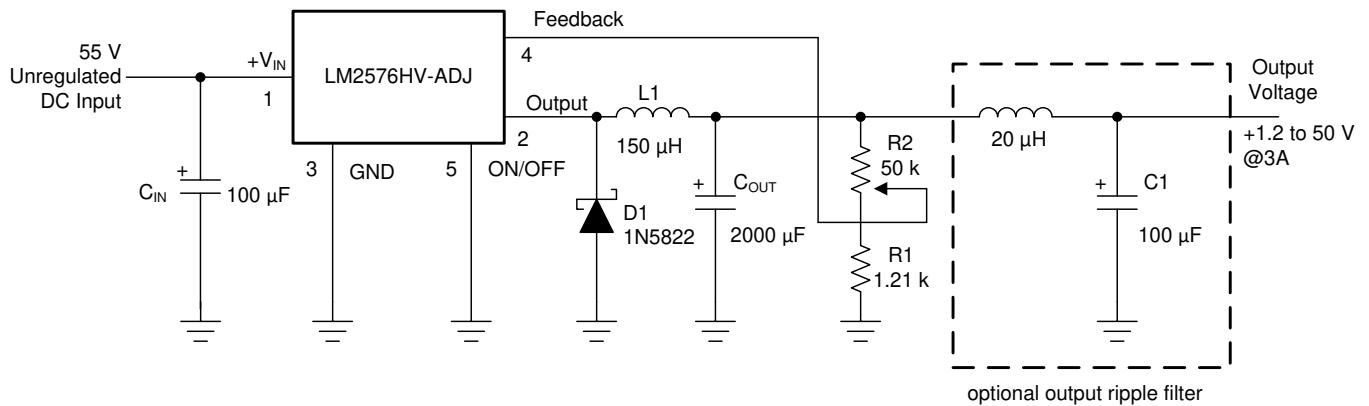 Feedback
4
55 V
Unregulated
DC Input
+VIN
1
LM2576HV-ADJ
Output
2
L1
150 µH
3
GND
5
ON/OFF
+
CIN
100 µF
D1
1N5822
+
COUT
2000 µF
R2
50 k
R1
1.21 k
20 µH
+
C1
100 µF
Output
Voltage
+1.2 to 50 V
@3A
optional output ripple filter